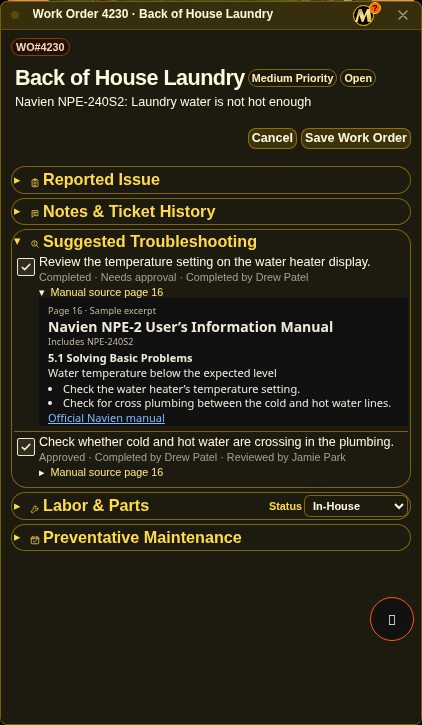 Work Order 4230 · Back of House Laundry
M ?
WO#4230
Back of House Laundry Medium Priority Open
Navien NPE-240S2: Laundry water is not hot enough
Cancel Save Work Order
Reported Issue
Notes & Ticket History
Suggested Troubleshooting
Review the temperature setting on the water heater display.
Completed · Needs approval · Completed by Drew Patel
Manual source page 16
Page 16 · Sample excerpt
Navien NPE-2 User’s Information Manual
Includes NPE-240S2
5.1 Solving Basic Problems
Water temperature below the expected level
• Check the water heater’s temperature setting.
• Check for cross plumbing between the cold and hot water lines.
Official Navien manual
Check whether cold and hot water are crossing in the plumbing.
Approved · Completed by Drew Patel · Reviewed by Jamie Park
Manual source page 16
Labor & Parts Status In-House
Preventative Maintenance